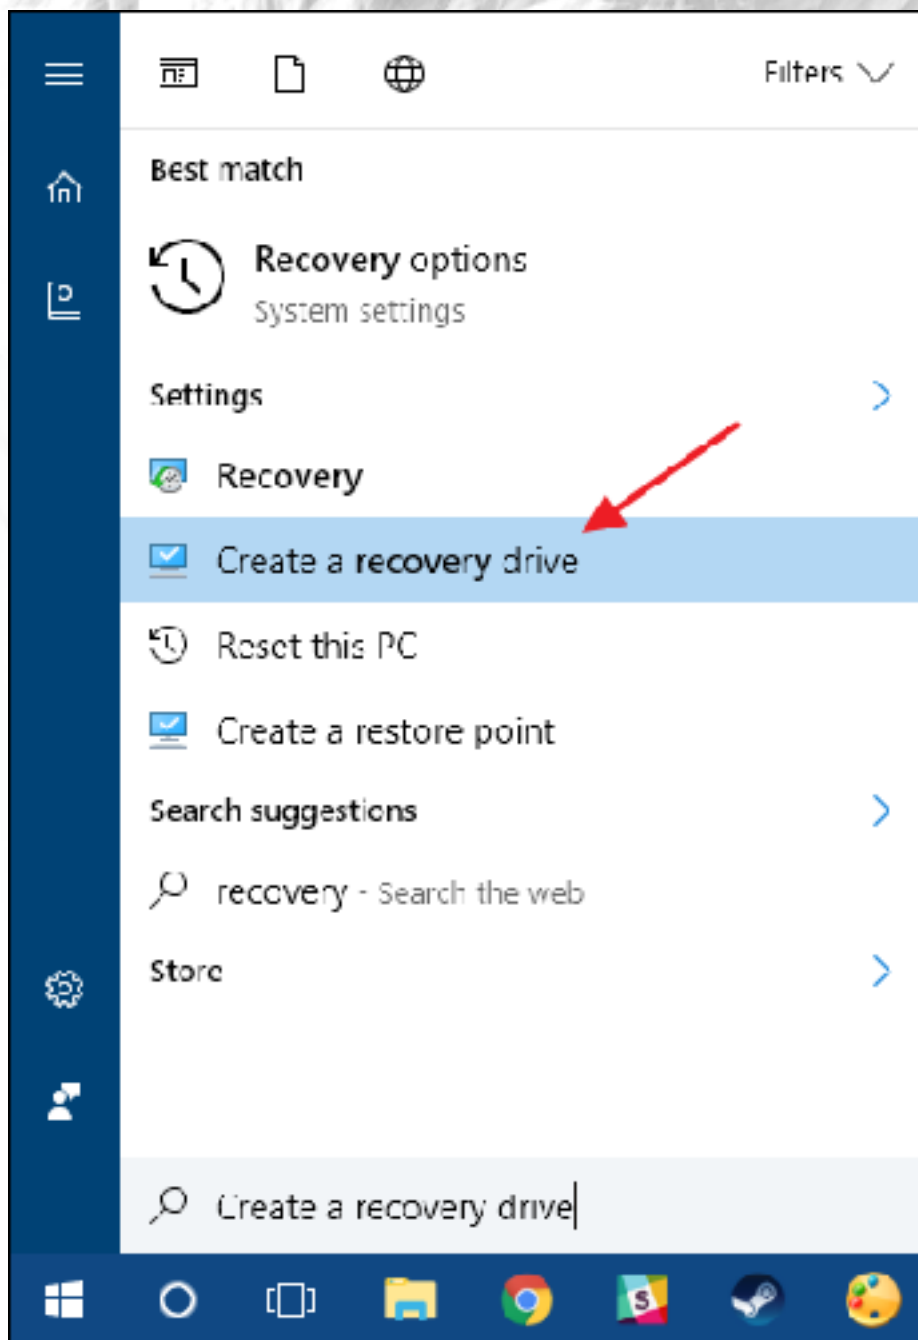 Filters
Best match
Recovery options
System settings
Settings
Recovery
Create a recovery drive
Reset this PC
Create a restore point
Search suggestions
recovery - Search the web
Store
Create a recovery drive